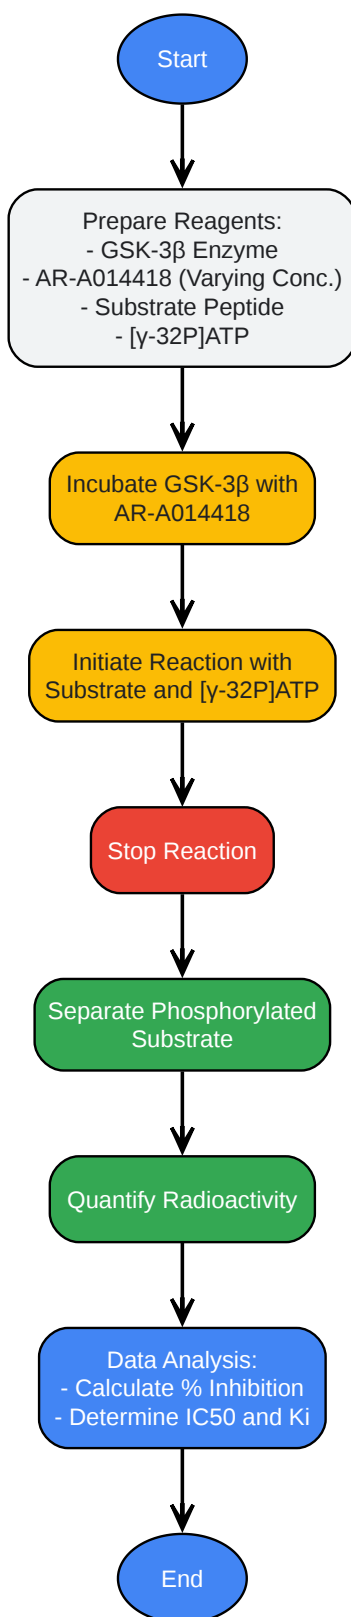 Start
Prepare Reagents:
- GSK-3β Enzyme
- AR-A014418 (Varying Conc.)
- Substrate Peptide
- [γ-32P]ATP
Incubate GSK-3β with
AR-A014418
Initiate Reaction with
Substrate and [γ-32P]ATP
Stop Reaction
Separate Phosphorylated
Substrate
Quantify Radioactivity
Data Analysis:
- Calculate % Inhibition
- Determine IC50 and Ki
End